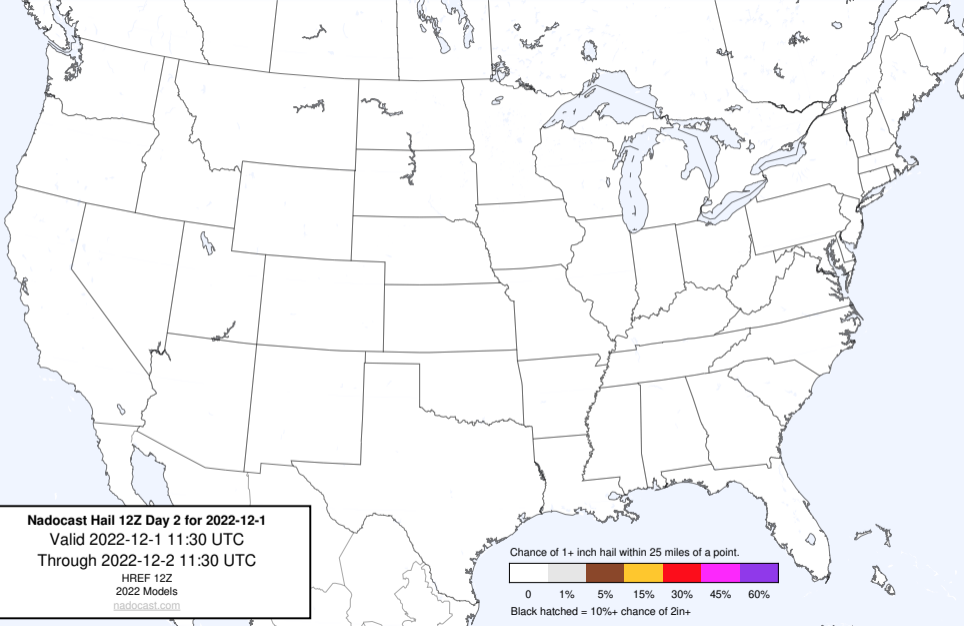 Nadocast Hail 12Z Day 2 for 2022-12-1
Valid 2022-12-1 11:30 UTC
Through 2022-12-2 11:30 UTC
HREF 12Z
2022 Models
nadocast.com
Chance of 1+ inch hail within 25 miles of a point.
0 1% 5% 15% 30% 45% 60%
Black hatched = 10%+ chance of 2in+